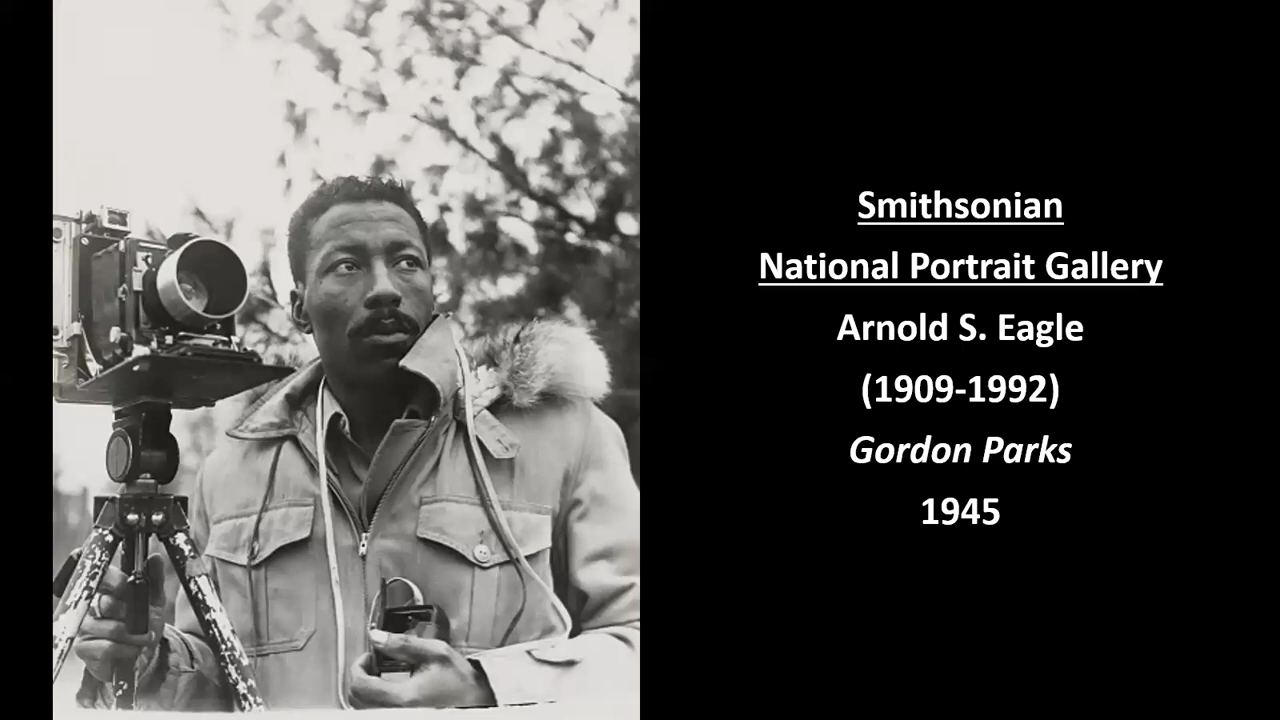 Smithsonian
National Portrait Gallery
Arnold S. Eagle
(1909-1992)
Gordon Parks
1945